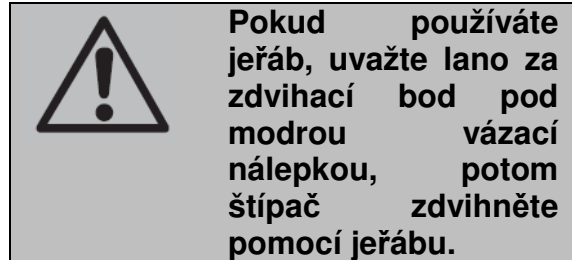 Pokud používáte
jeřáb, uvažte lano za
zdvihací bod pod
modrou vázací
nálepkou, potom
štípač zdvihněte
pomocí jeřábu.